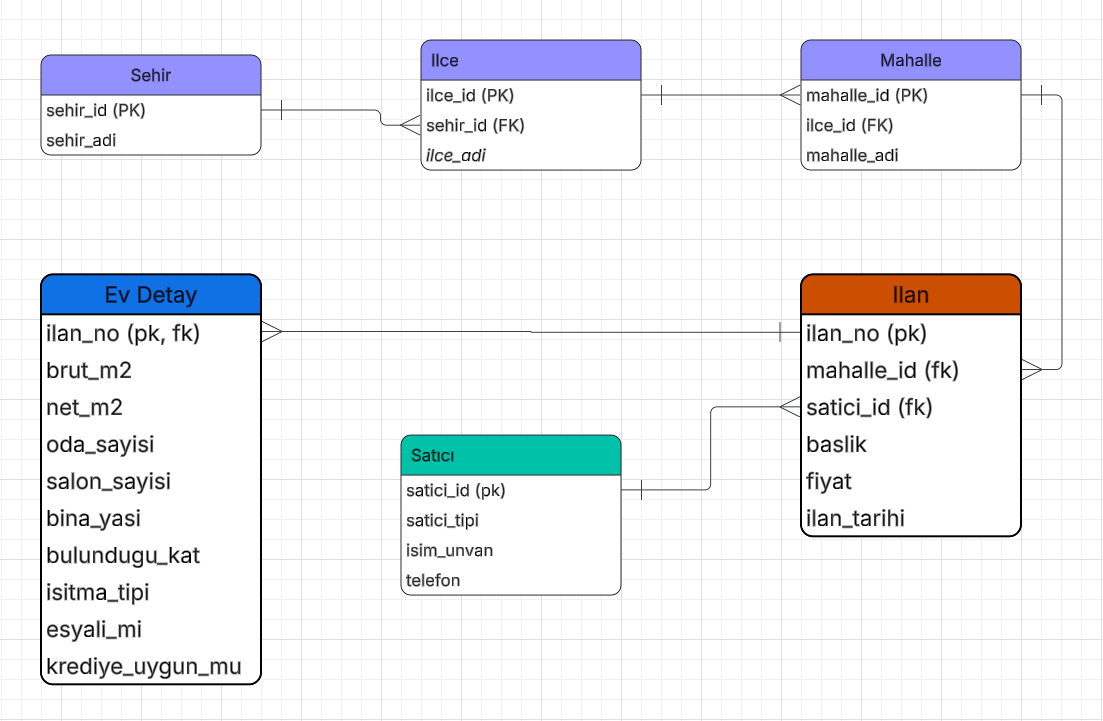 Sehir
sehir_id (PK)
sehir_adi
Ilce
ilce_id (PK)
sehir_id (FK)
ilce_adi
Mahalle
mahalle_id (PK)
ilce_id (FK)
mahalle_adi
Ev Detay
ilan_no (pk, fk)
brut_m2
net_m2
oda_sayisi
salon_sayisi
bina_yasi
bulundugu_kat
isitma_tipi
esyali_mi
krediye_uygun_mu
Satıcı
satici_id (pk)
satici_tipi
isim_unvan
telefon
Ilan
ilan_no (pk)
mahalle_id (fk)
satici_id (fk)
baslik
fiyat
ilan_tarihi